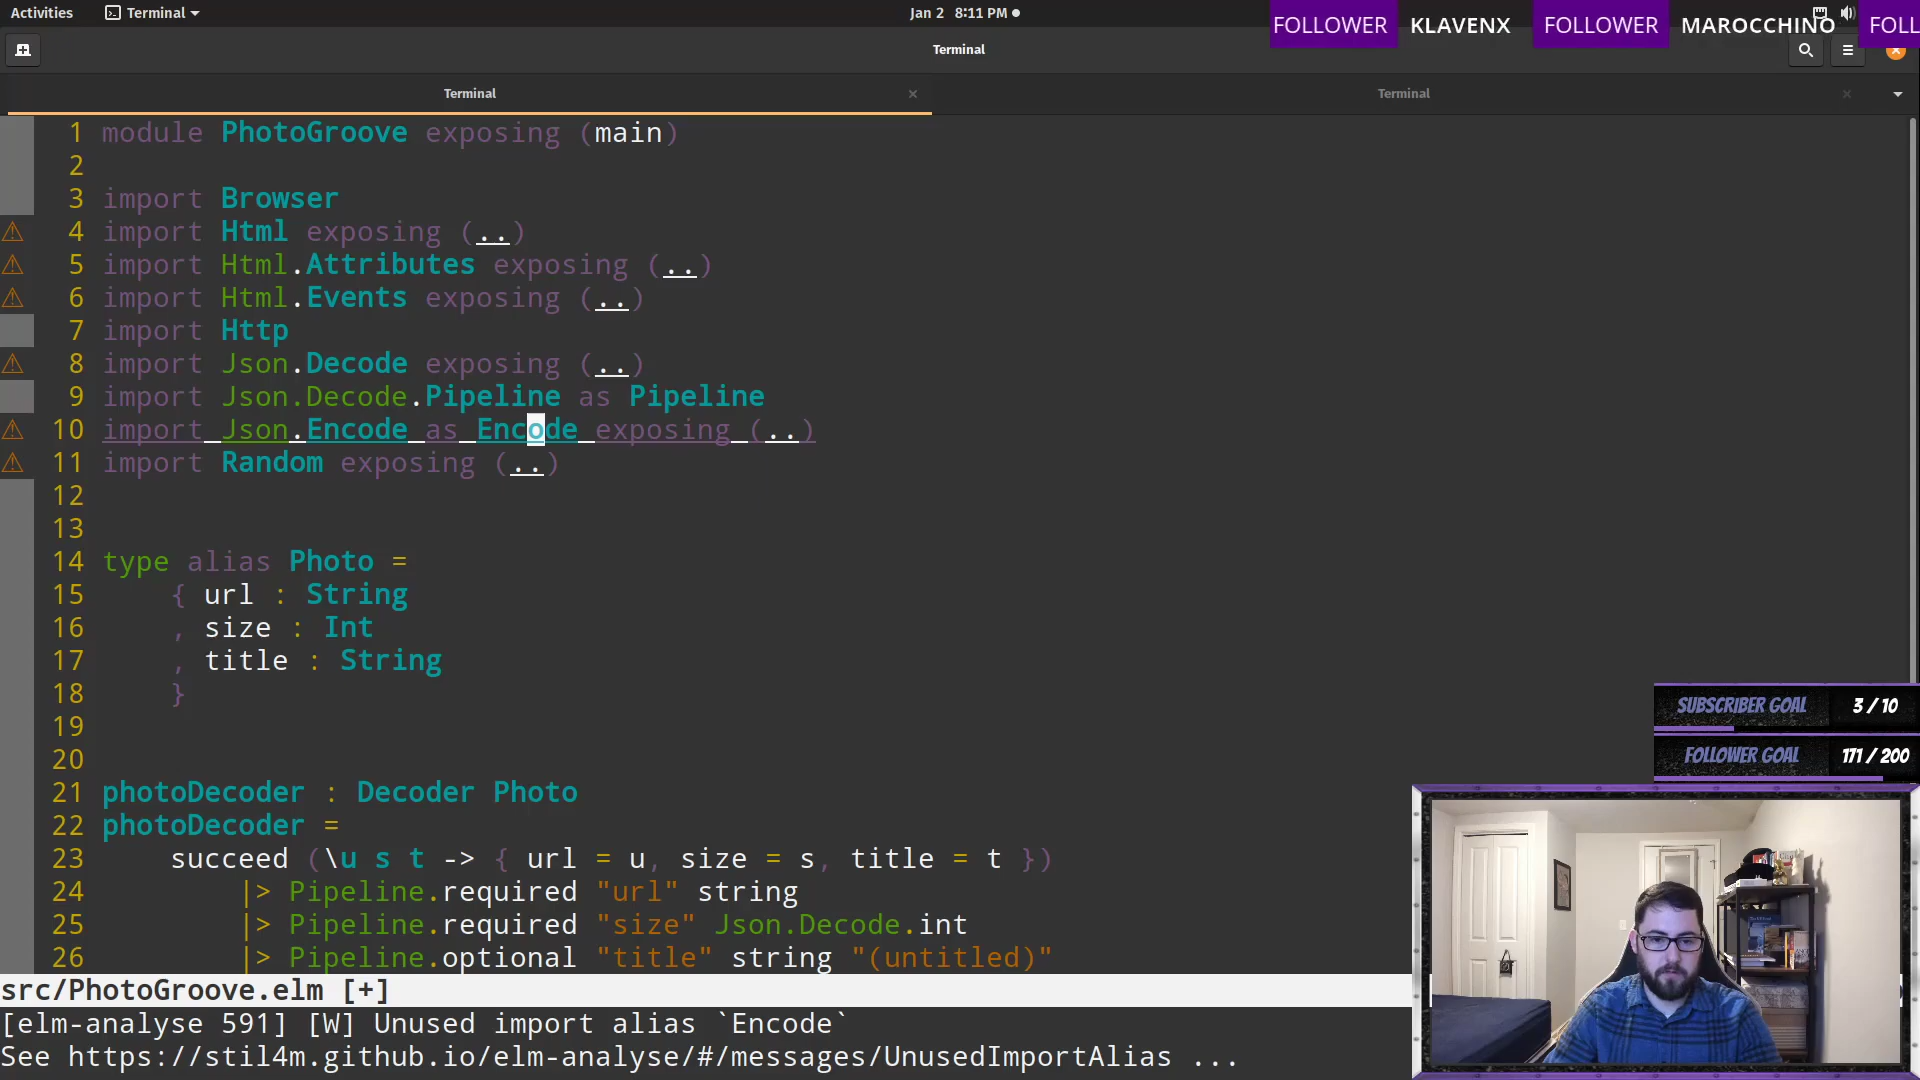 Activities Terminal Jan 2 8:11 PM
FOLLOWER KLAVENX FOLLOWER MAROCCHINO FOLL
Terminal
Terminal Terminal
1 module PhotoGroove exposing (main)
2
3 import Browser
4 import Html exposing (..)
5 import Html.Attributes exposing (..)
6 import Html.Events exposing (..)
7 import Http
8 import Json.Decode exposing (..)
9 import Json.Decode.Pipeline as Pipeline
10 import Json.Encode as Encode exposing (..)
11 import Random exposing (..)
12
13
14 type alias Photo =
15 { url : String
16 , size : Int
17 , title : String
18 }
19
20
21 photoDecoder : Decoder Photo
22 photoDecoder =
23 succeed (\u s t -> { url = u, size = s, title = t })
24 |> Pipeline.required "url" string
25 |> Pipeline.required "size" Json.Decode.int
26 |> Pipeline.optional "title" string "(untitled)"
SUBSCRIBER GOAL 3 / 10
FOLLOWER GOAL 171 / 200
src/PhotoGroove.elm [+]
[elm-analyse 591] [W] Unused import alias `Encode`
See https://stil4m.github.io/elm-analyse/#/messages/UnusedImportAlias ...